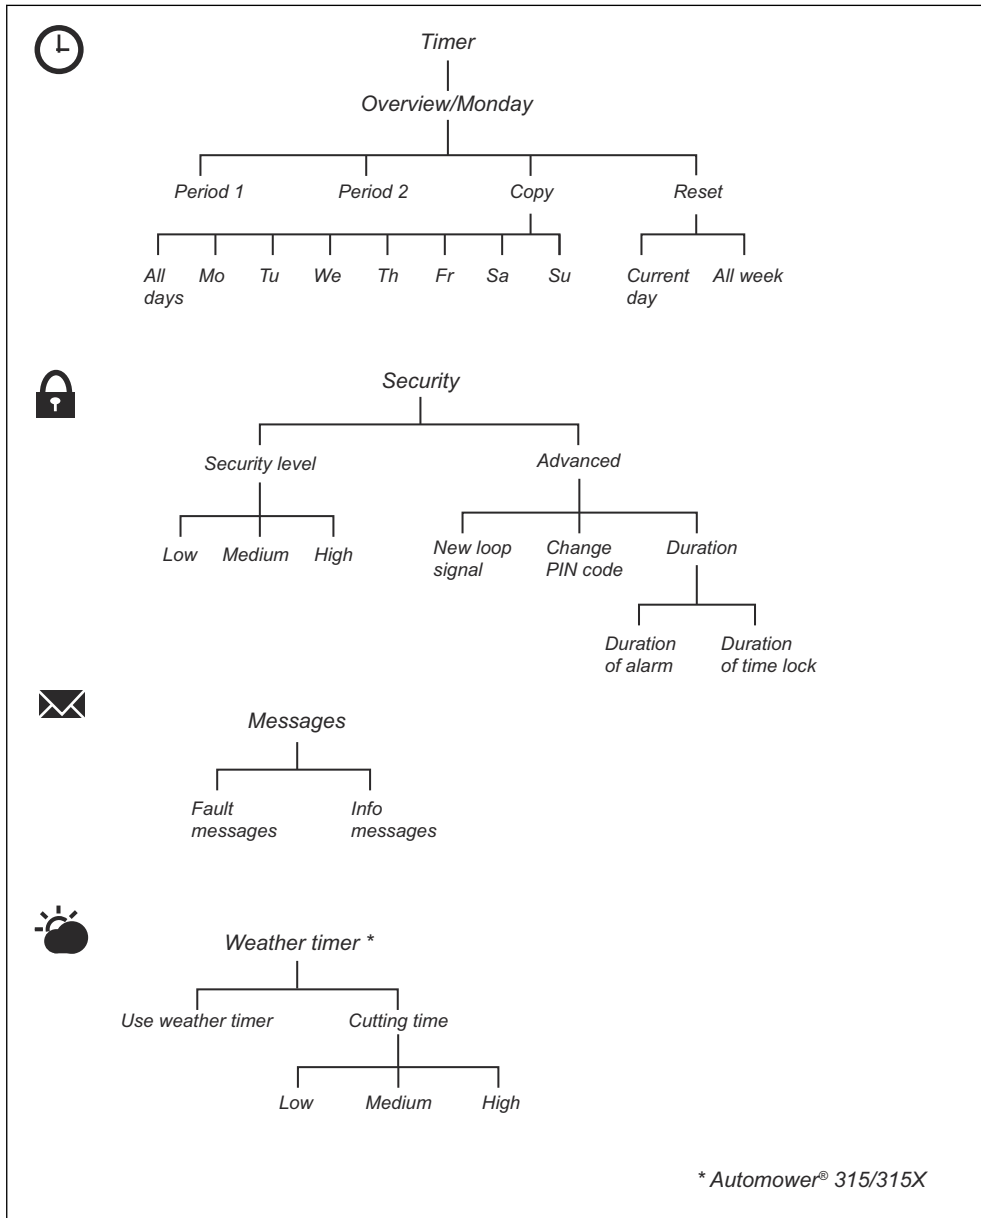 Timer
Overview/Monday
Period 1
Period 2
Copy
Reset
All
days
Mo
Tu
We
Th
Fr
Sa
Su
Current
day
All week
Security
Security level
Advanced
Low
Medium
High
New loop
signal
Change
PIN code
Duration
Duration
of alarm
Duration
of time lock
Messages
Fault
messages
Info
messages
Weather timer *
Use weather timer
Cutting time
Low
Medium
High
* Automower® 315/315X